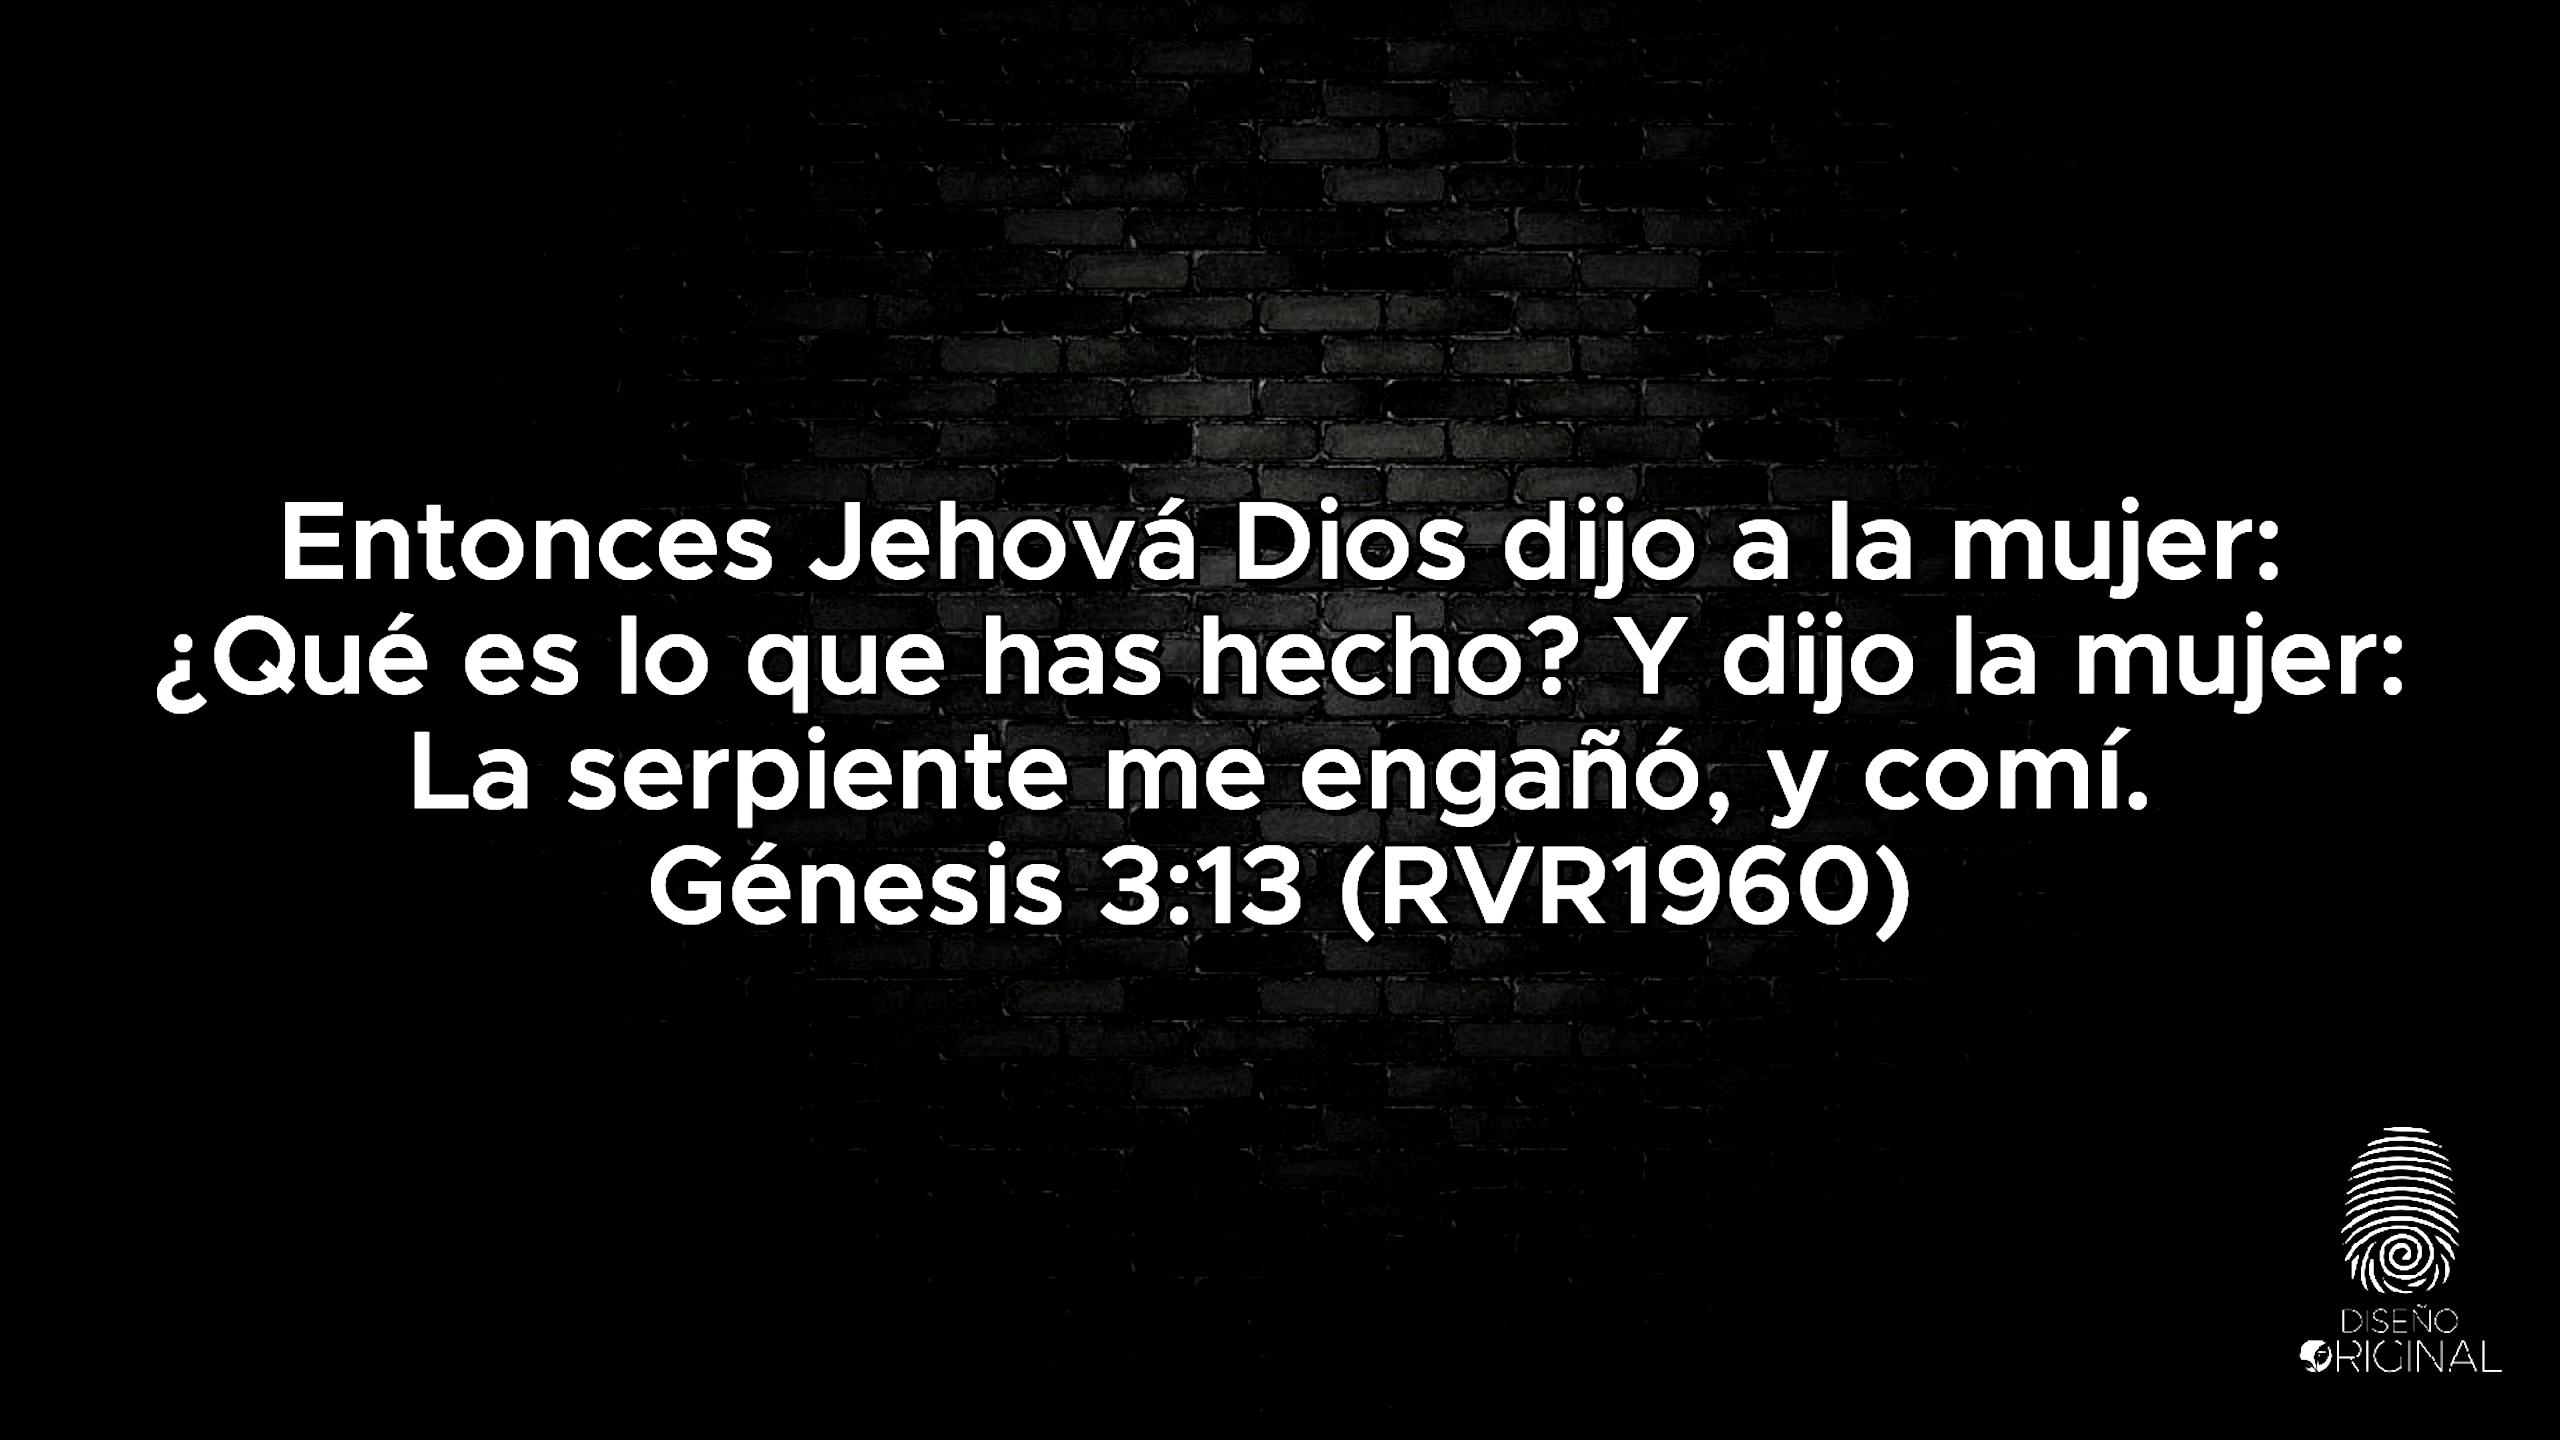 Entonces Jehová Dios dijo a la mujer:
¿Qué es lo que has hecho? Y dijo la mujer:
La serpiente me engañó, y comí.
Génesis 3:13 (RVR1960)
DISEÑO
ORIGINAL